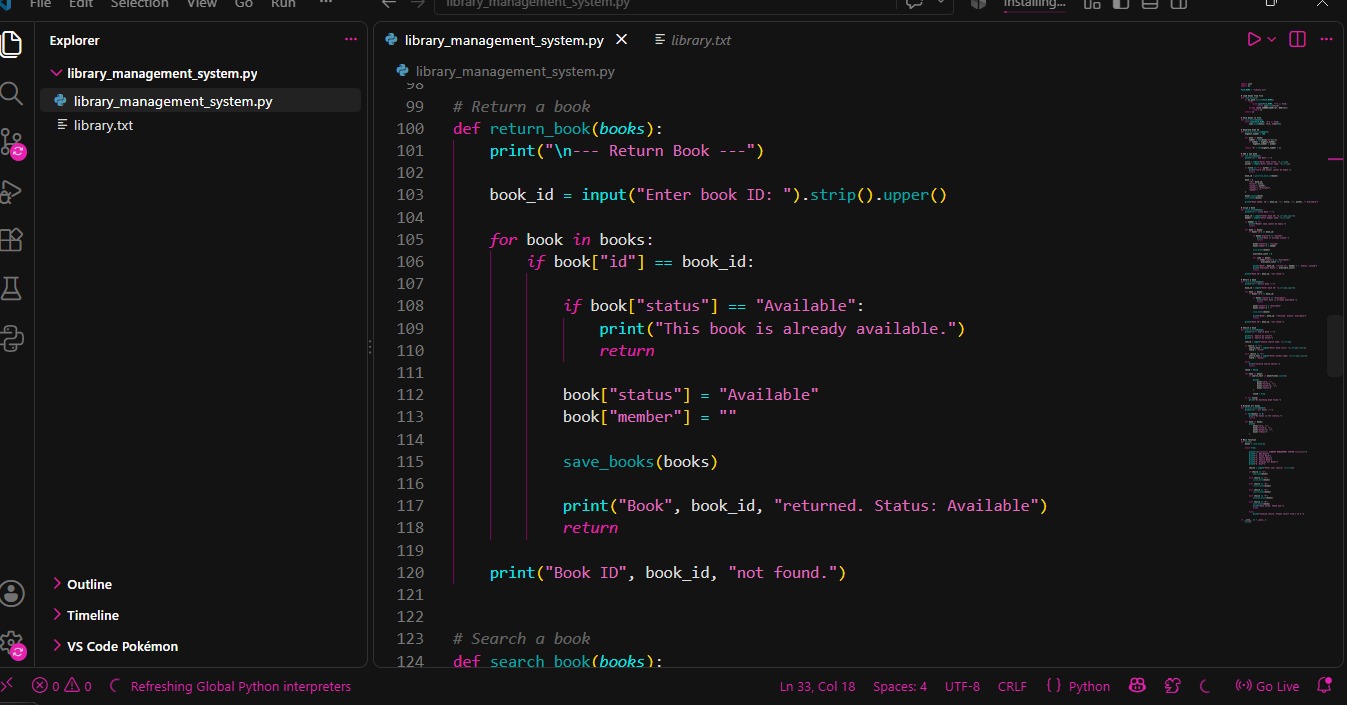 File Edit Selection View Go Run ··· library_management_system.py Installing...
Explorer ···
library_management_system.py
library_management_system.py
library.txt
Outline
Timeline
VS Code Pokémon
library_management_system.py library.txt
library_management_system.py
98
99 # Return a book
100 def return_book(books):
101 print("\n--- Return Book ---")
102
103 book_id = input("Enter book ID: ").strip().upper()
104
105 for book in books:
106 if book["id"] == book_id:
107
108 if book["status"] == "Available":
109 print("This book is already available.")
110 return
111
112 book["status"] = "Available"
113 book["member"] = ""
114
115 save_books(books)
116
117 print("Book", book_id, "returned. Status: Available")
118 return
119
120 print("Book ID", book_id, "not found.")
121
122
123 # Search a book
124 def search_book(books):
0 0 Refreshing Global Python interpreters Ln 33, Col 18 Spaces: 4 UTF-8 CRLF { } Python Go Live